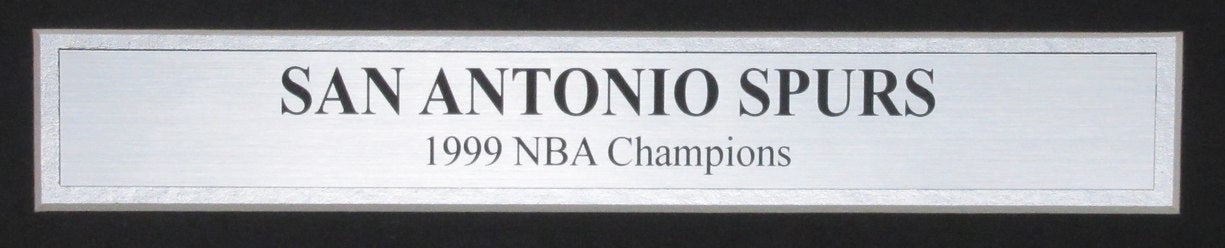 SAN ANTONIO SPURS
1999 NBA Champions